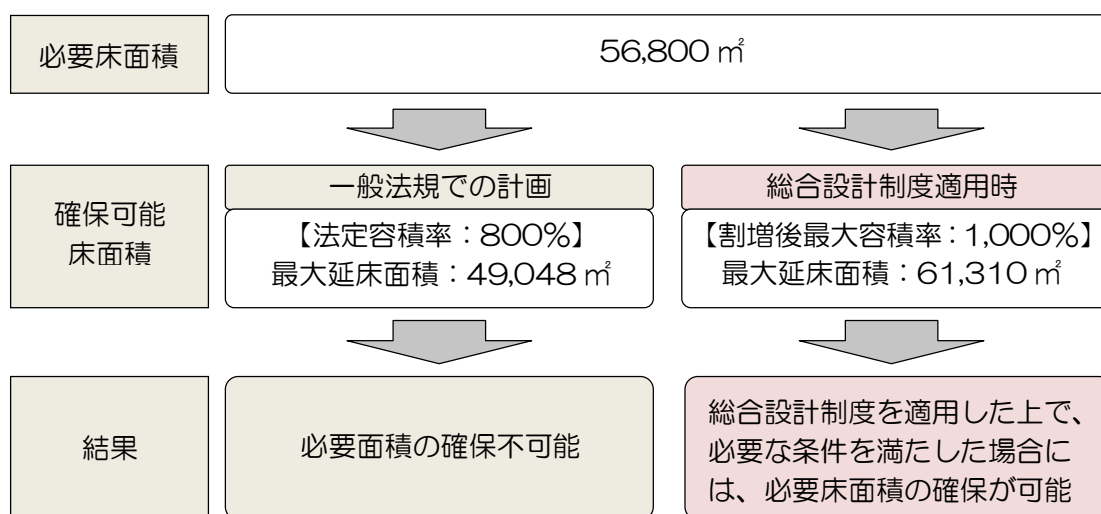 必要床面積
56,800 ㎡
確保可能
床面積
一般法規での計画
【法定容積率：800%】
最大延床面積：49,048 ㎡
総合設計制度適用時
【割増後最大容積率：1,000%】
最大延床面積：61,310 ㎡
結果
必要面積の確保不可能
総合設計制度を適用した上で、
必要な条件を満たした場合に
は、必要床面積の確保が可能